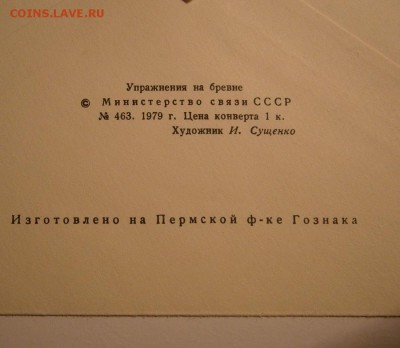 COINS.LAVE.RU
Упражнения на бревне
© Министерство связи СССР
№ 463. 1979 г. Цена конверта 1 к.
Художник И. Сущенко
Изготовлено на Пермской ф-ке Гознака